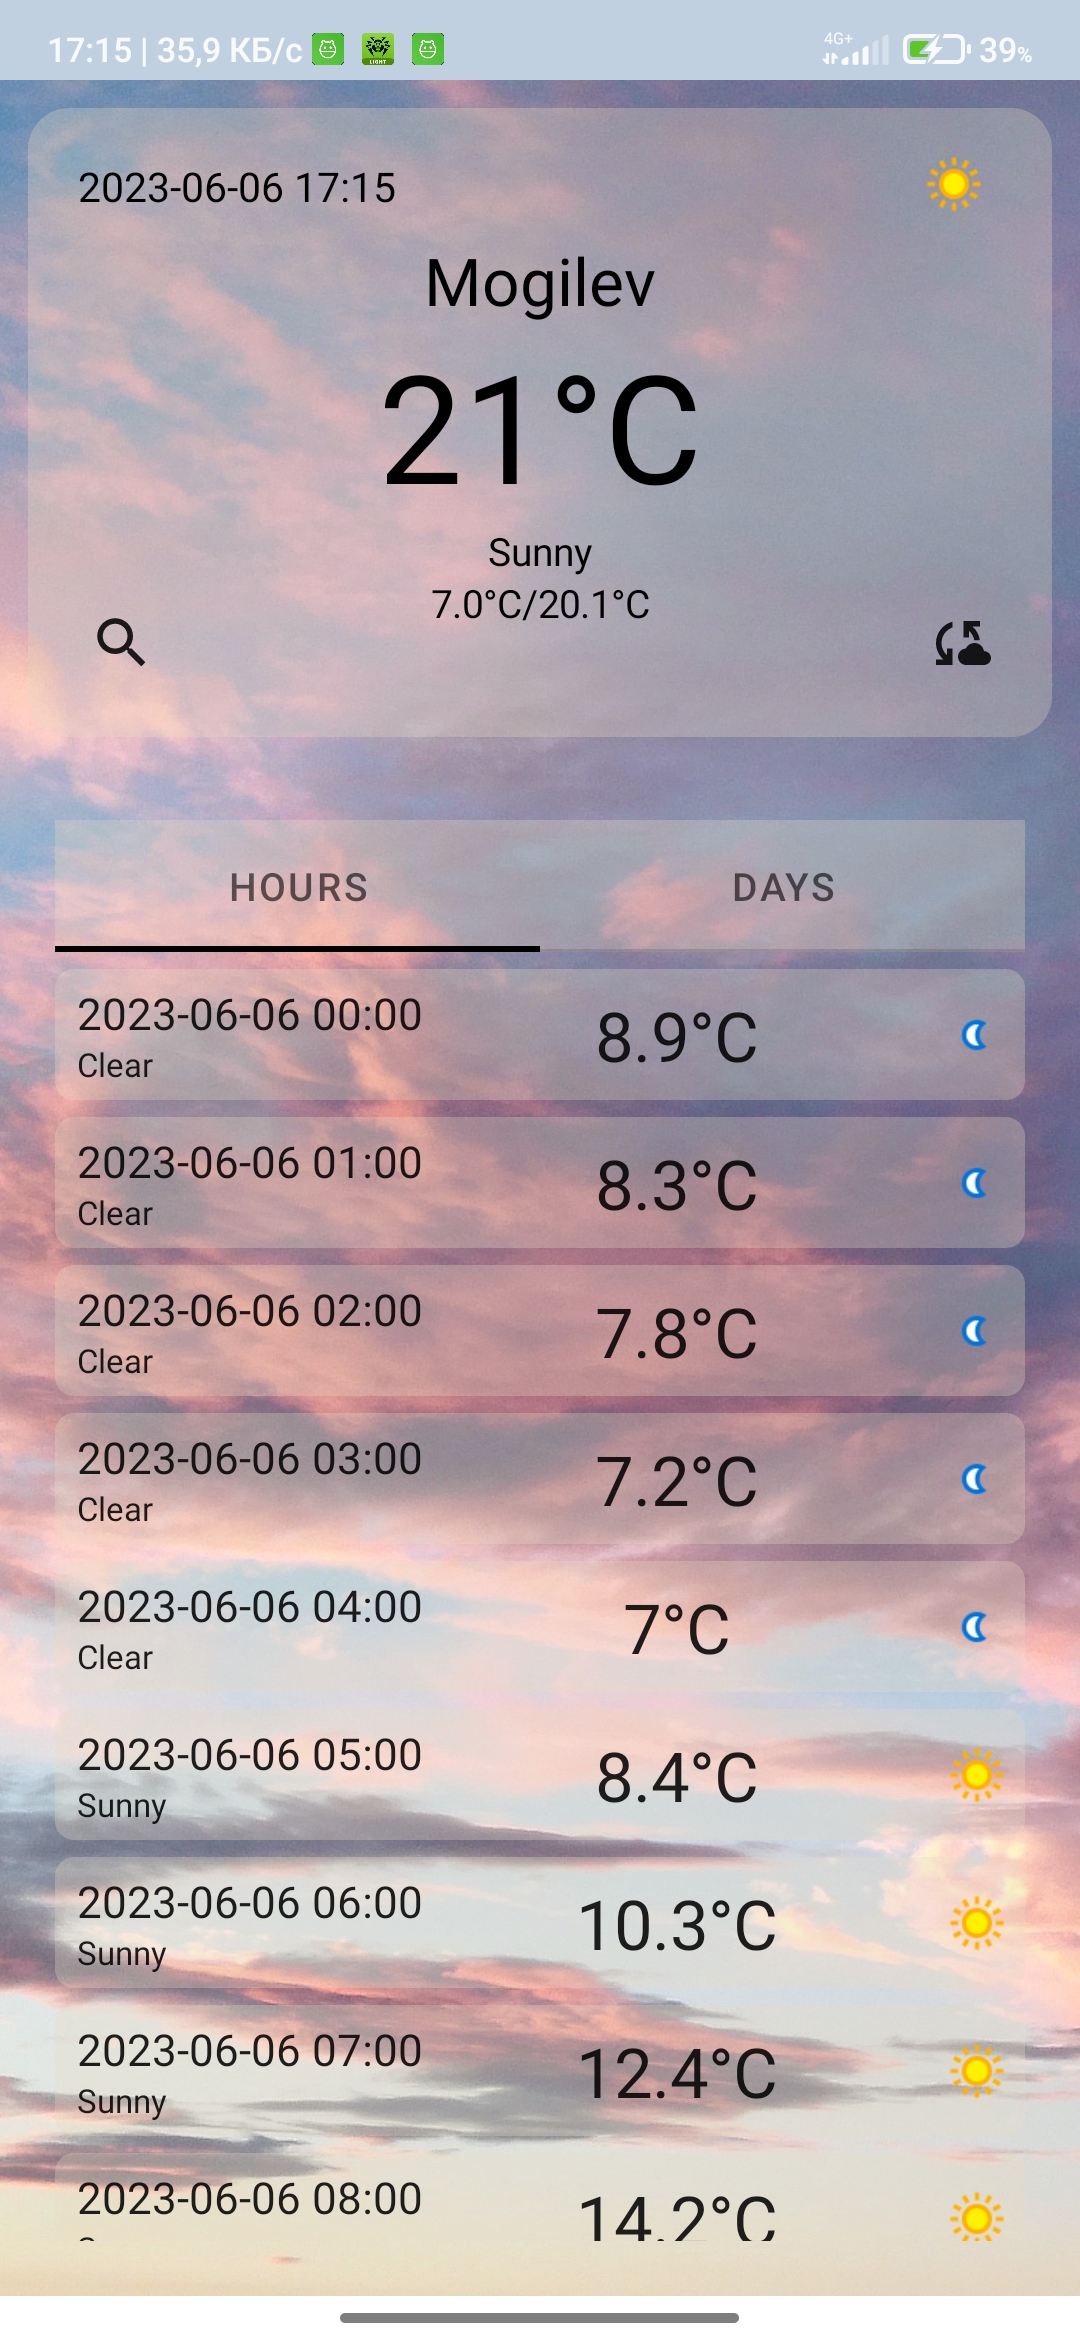 17:15 | 35,9 КБ/с LIGHT 4G+ 39%
2023-06-06 17:15
Mogilev
21°C
Sunny
7.0°C/20.1°C
HOURS DAYS
2023-06-06 00:00 8.9°C
Clear
2023-06-06 01:00 8.3°C
Clear
2023-06-06 02:00 7.8°C
Clear
2023-06-06 03:00 7.2°C
Clear
2023-06-06 04:00 7°C
Clear
2023-06-06 05:00 8.4°C
Sunny
2023-06-06 06:00 10.3°C
Sunny
2023-06-06 07:00 12.4°C
Sunny
2023-06-06 08:00 14.2°C